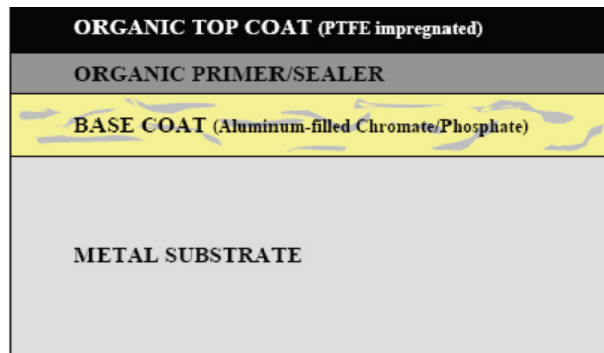 ORGANIC TOP COAT (PTFE impregnated)
ORGANIC PRIMER/SEALER
BASE COAT (Aluminum-filled Chromate/Phosphate)
METAL SUBSTRATE